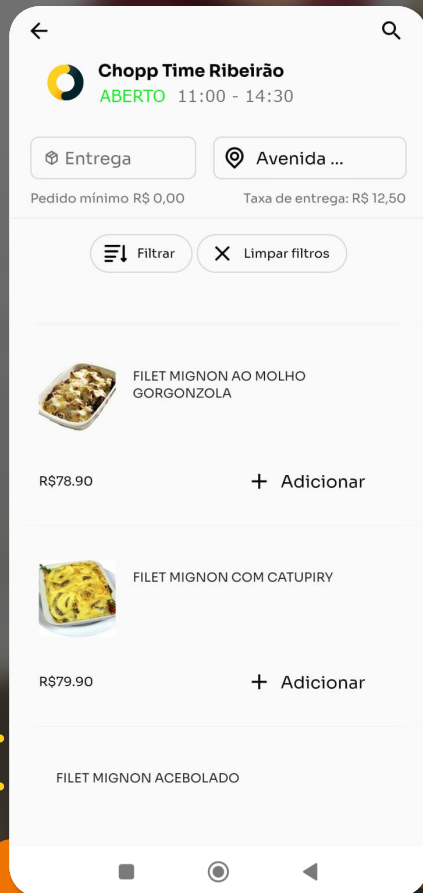 Chopp Time Ribeirão
ABERTO 11:00 - 14:30
Entrega
Avenida ...
Pedido mínimo R$ 0,00
Taxa de entrega: R$ 12,50
Filtrar
Limpar filtros
FILET MIGNON AO MOLHO
GORGONZOLA
R$78.90
+ Adicionar
FILET MIGNON COM CATUPIRY
R$79.90
+ Adicionar
FILET MIGNON ACEBOLADO